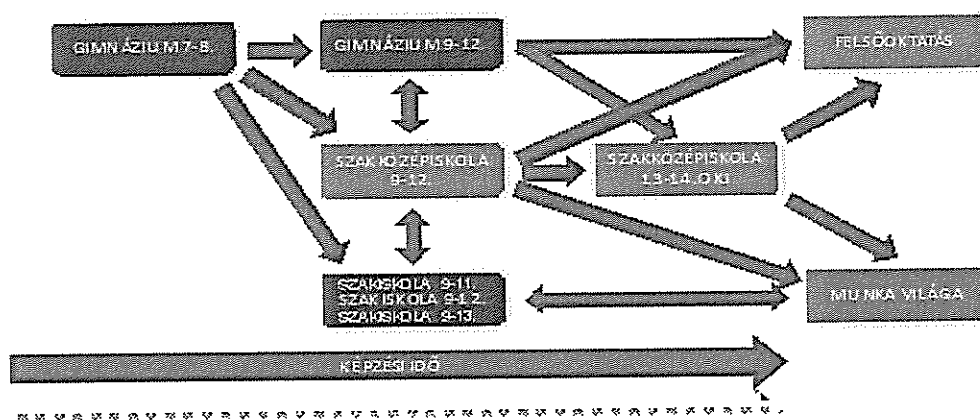 GIMNÁZIUM 7-8.
GIMNÁZIUM 9-12.
FELSŐOKTATÁS
SZAKKÖZÉPISKOLA
9-12.
SZAKKÖZÉPISKOLA
13-14. OKJ
SZAKISKOLA 9-11.
SZAKISKOLA 9-12.
SZAKISKOLA 9-13.
MUNKA VILÁGA
KÉPZÉSI IDŐ